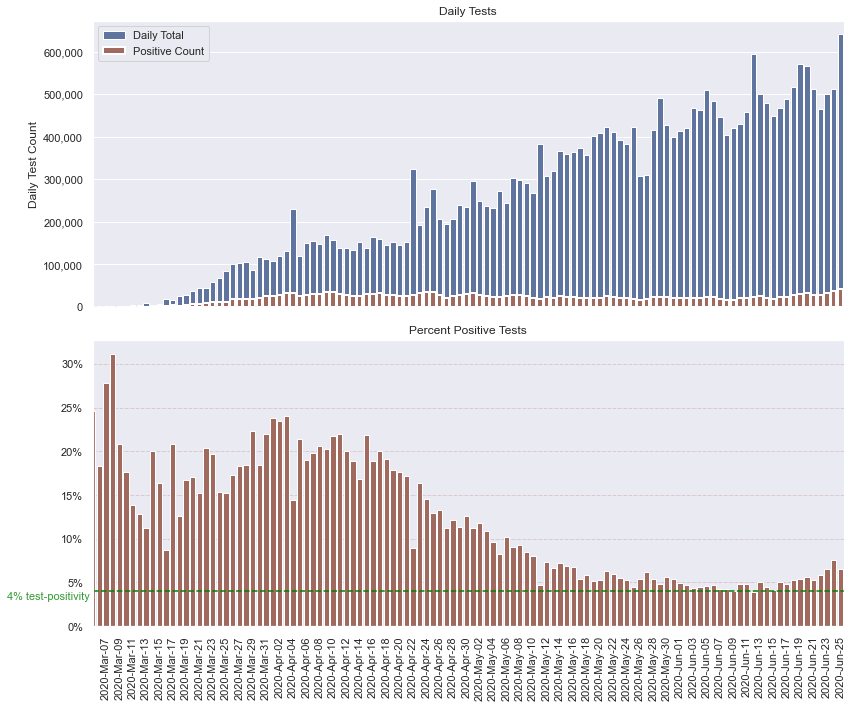 Daily Tests
Daily Total
Positive Count
Daily Test Count
600,000
500,000
400,000
300,000
200,000
100,000
0
Percent Positive Tests
30%
25%
20%
15%
10%
5%
4% test-positivity
0%
2020-Mar-07
2020-Mar-09
2020-Mar-11
2020-Mar-13
2020-Mar-15
2020-Mar-17
2020-Mar-19
2020-Mar-21
2020-Mar-23
2020-Mar-25
2020-Mar-27
2020-Mar-29
2020-Mar-31
2020-Apr-02
2020-Apr-04
2020-Apr-06
2020-Apr-08
2020-Apr-10
2020-Apr-12
2020-Apr-14
2020-Apr-16
2020-Apr-18
2020-Apr-20
2020-Apr-22
2020-Apr-24
2020-Apr-26
2020-Apr-28
2020-Apr-30
2020-May-02
2020-May-04
2020-May-06
2020-May-08
2020-May-10
2020-May-12
2020-May-14
2020-May-16
2020-May-18
2020-May-20
2020-May-22
2020-May-24
2020-May-26
2020-May-28
2020-May-30
2020-Jun-01
2020-Jun-03
2020-Jun-05
2020-Jun-07
2020-Jun-09
2020-Jun-11
2020-Jun-13
2020-Jun-15
2020-Jun-17
2020-Jun-19
2020-Jun-21
2020-Jun-23
2020-Jun-25